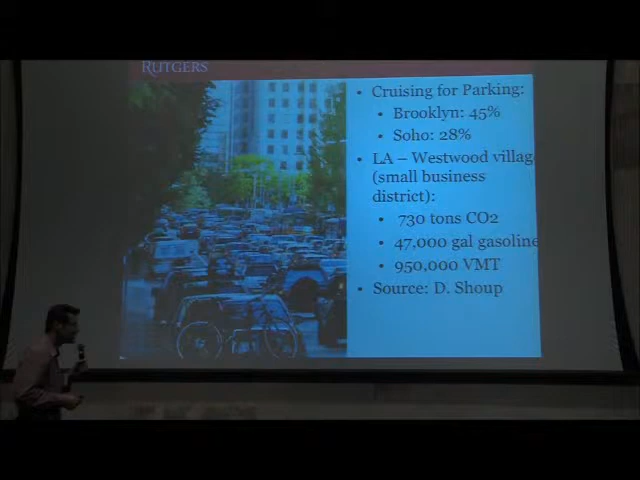 RUTGERS
• Cruising for Parking:
• Brooklyn: 45%
• Soho: 28%
• LA – Westwood villag
(small business
district):
• 730 tons CO2
• 47,000 gal gasoline
• 950,000 VMT
• Source: D. Shoup